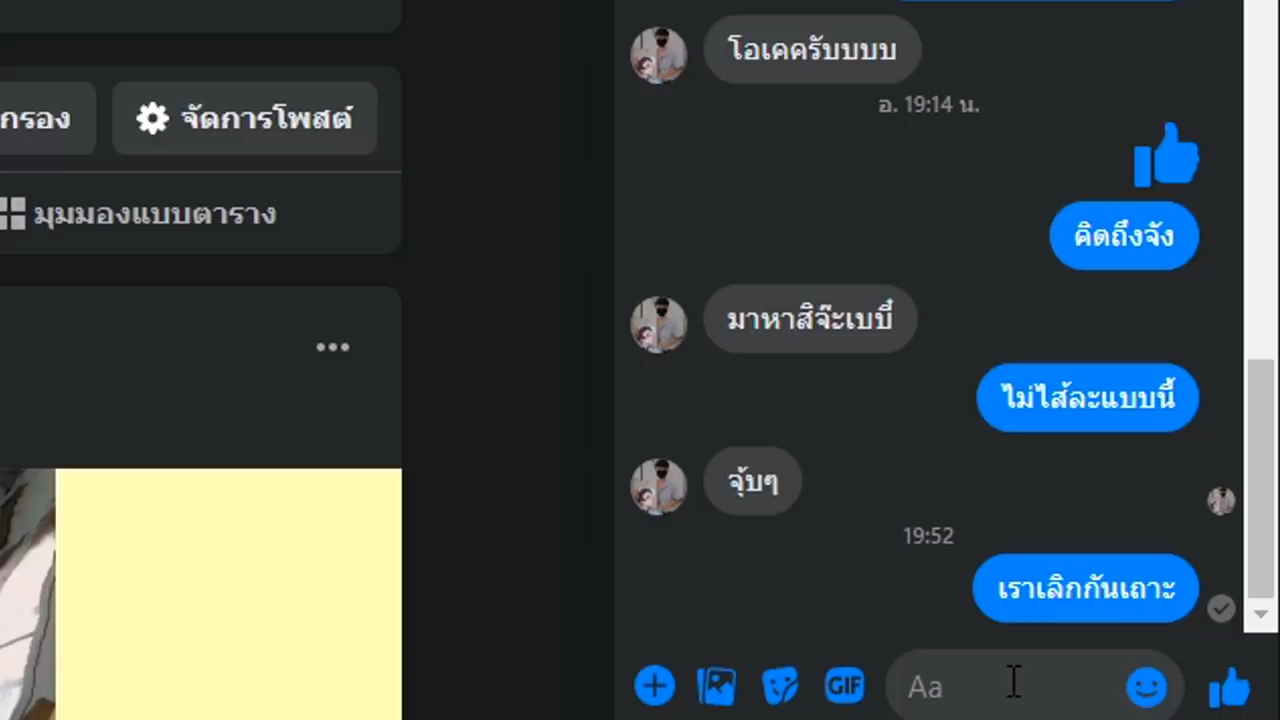 โอเคครับบบบ
อ. 19:14 น.
กรอง
จัดการโพสต์
คิดถึงจัง
มุมมองแบบตาราง
มาหาสิจ๊ะเบบี๋
ไม่ไส้ละแบบนี้
จุ้บๆ
19:52
เราเลิกกันเถาะ
GIF
Aa